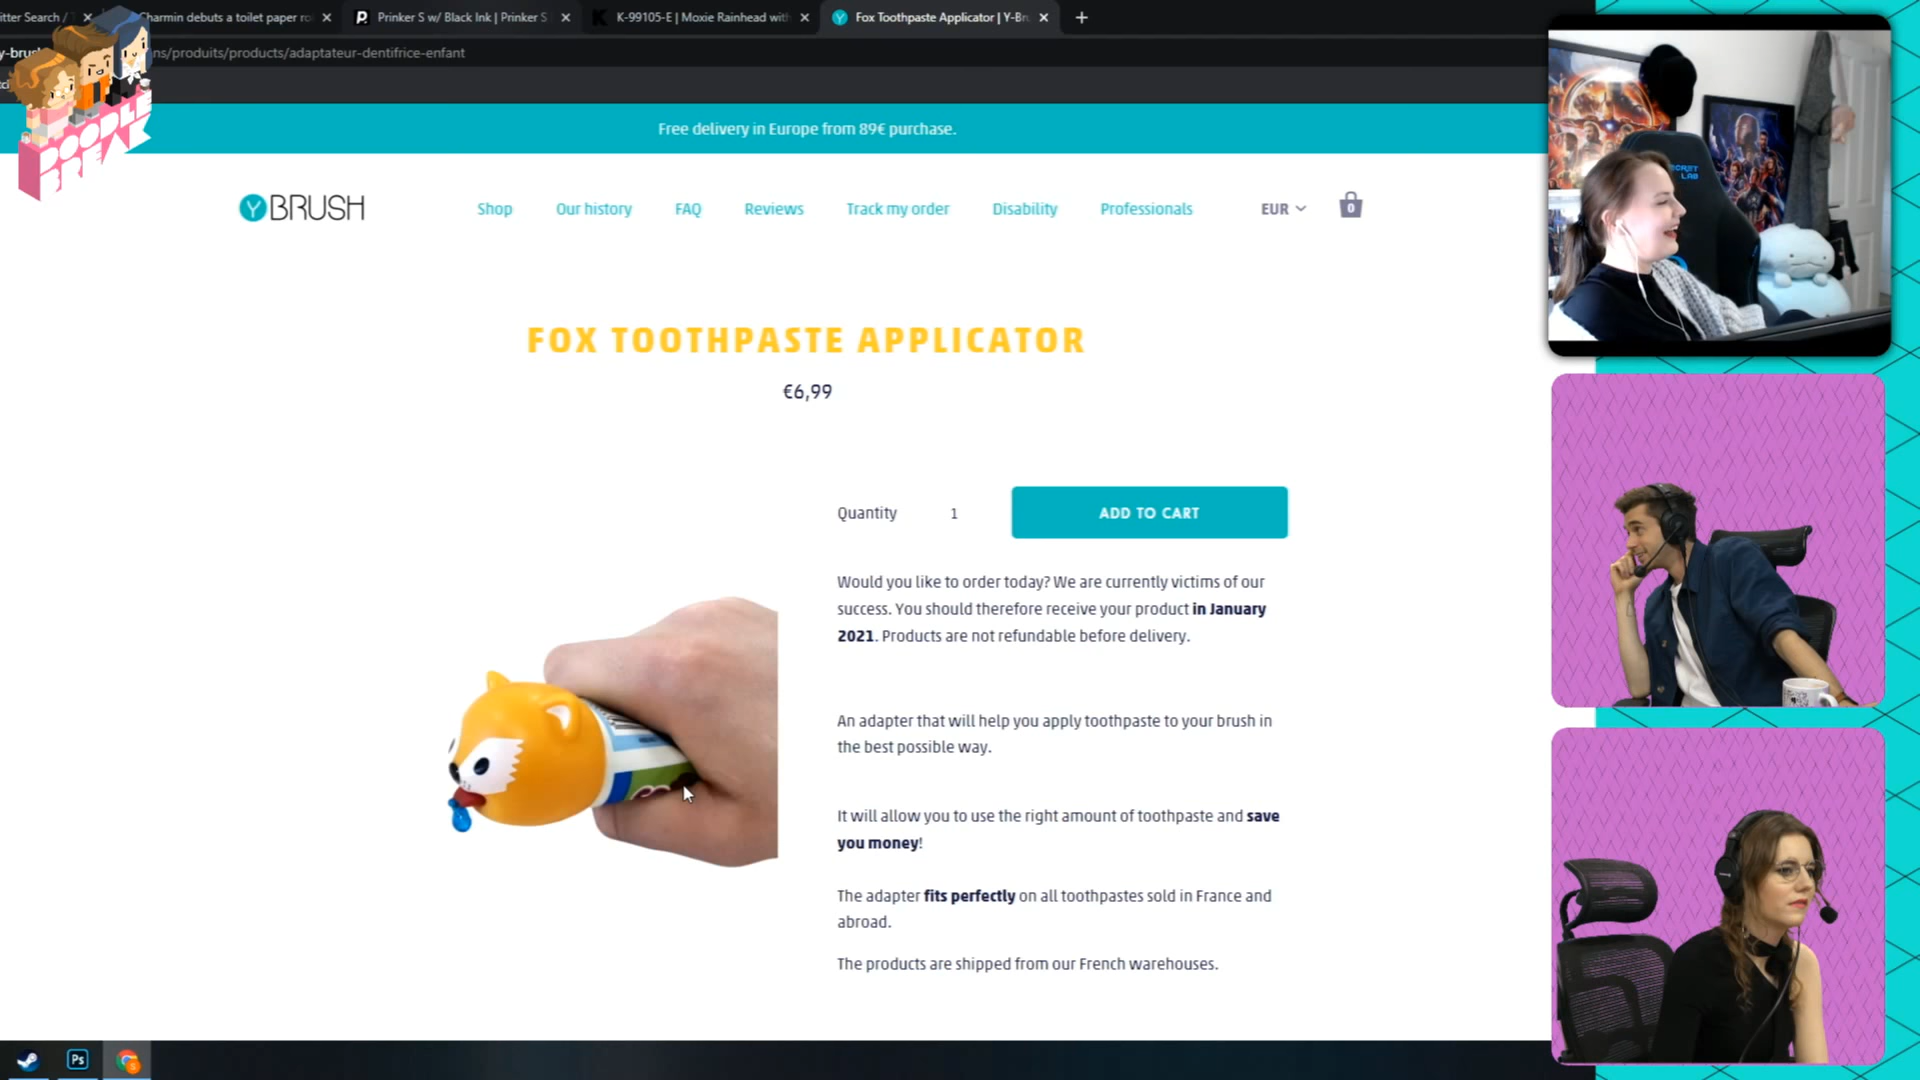 itter Search /
Charmin debuts a toilet paper ro
Prinker S w/ Black Ink | Prinker S
K-99105-E | Moxie Rainhead with
Fox Toothpaste Applicator | Y-Br
y-brus
ns/produits/products/adaptateur-dentifrice-enfant
DOODLE
BREAK
Free delivery in Europe from 89€ purchase.
Y BRUSH
Shop
Our history
FAQ
Reviews
Track my order
Disability
Professionals
EUR
0
FOX TOOTHPASTE APPLICATOR
€6,99
Quantity
1
ADD TO CART
Would you like to order today? We are currently victims of our
success. You should therefore receive your product in January
2021. Products are not refundable before delivery.
An adapter that will help you apply toothpaste to your brush in
the best possible way.
It will allow you to use the right amount of toothpaste and save
you money!
The adapter fits perfectly on all toothpastes sold in France and
abroad.
The products are shipped from our French warehouses.
Ps